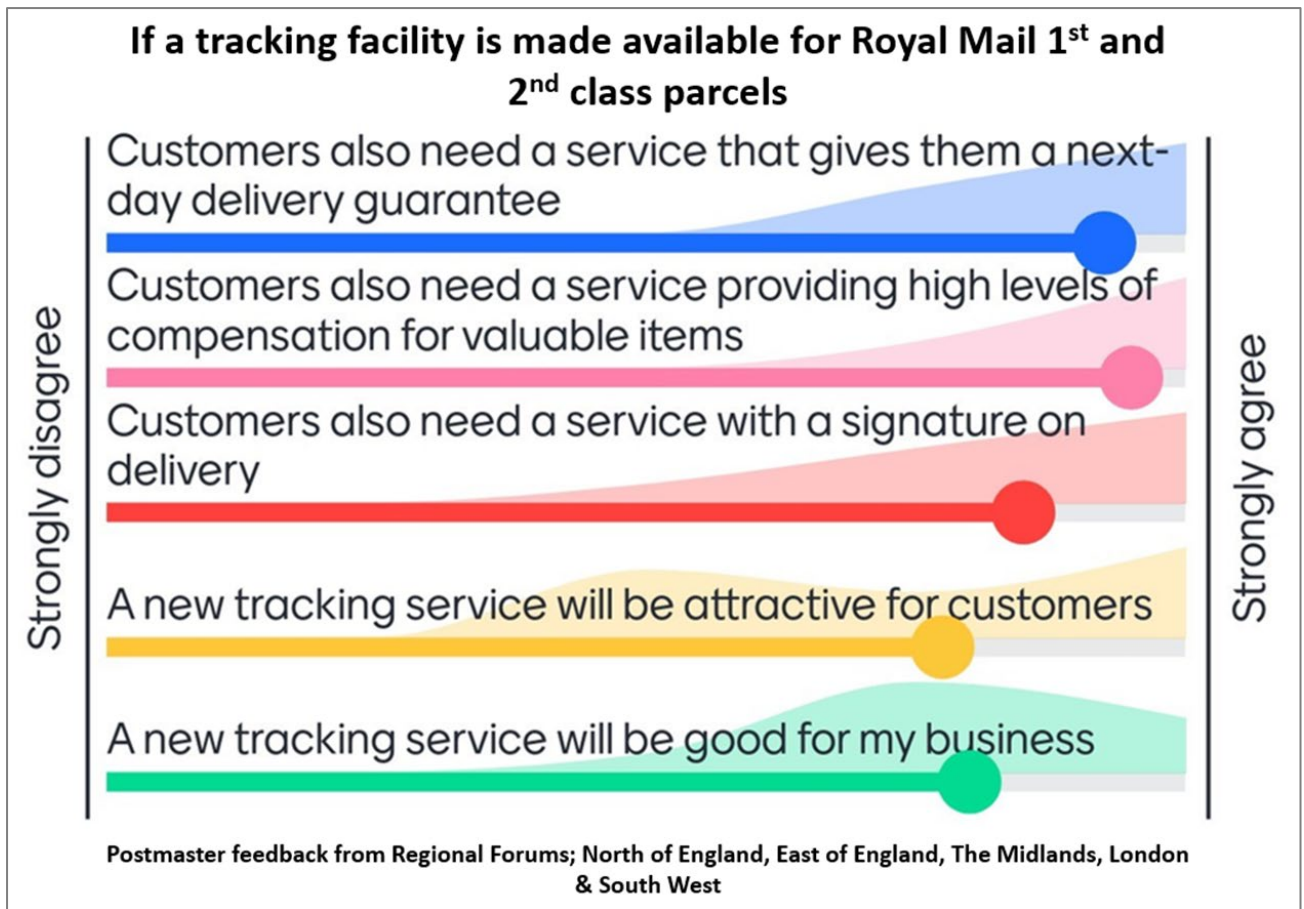 If a tracking facility is made available for Royal Mail 1st and
2nd class parcels
Strongly disagree
Customers also need a service that gives them a next-
day delivery guarantee
Customers also need a service providing high levels of
compensation for valuable items
Customers also need a service with a signature on
delivery
A new tracking service will be attractive for customers
A new tracking service will be good for my business
Strongly agree
Postmaster feedback from Regional Forums; North of England, East of England, The Midlands, London
& South West